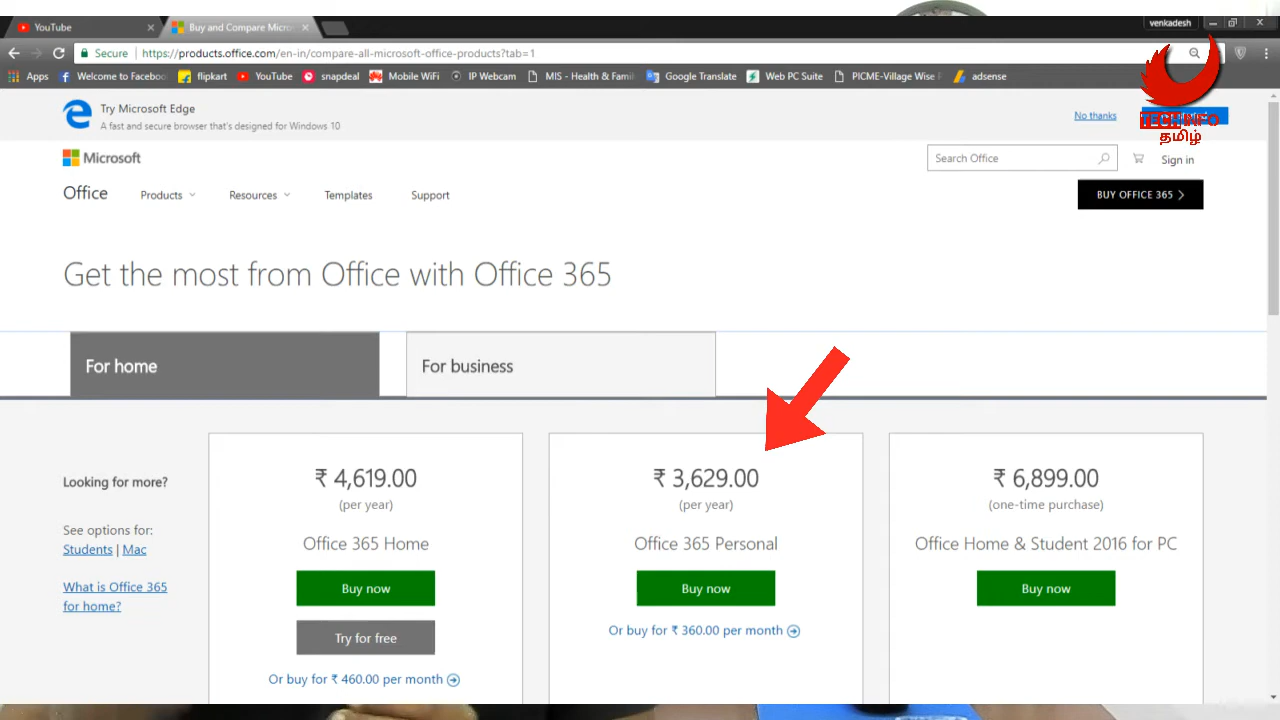 YouTube
Buy and Compare Micro
venkadesh
Secure
https://products.office.com/en-in/compare-all-microsoft-office-products?tab=1
Apps
Welcome to Faceboo
flipkart
YouTube
snapdeal
Mobile WiFi
IP Webcam
MIS - Health & Famil
Google Translate
Web PC Suite
PICME-Village Wise F
adsense
Try Microsoft Edge
A fast and secure browser that's designed for Windows 10
No thanks
TECH INFO
தமிழ்
Microsoft
Search Office
Sign in
Office
Products
Resources
Templates
Support
BUY OFFICE 365
Get the most from Office with Office 365
For home
For business
Looking for more?
See options for:
Students | Mac
What is Office 365
for home?
₹ 4,619.00
(per year)
Office 365 Home
Buy now
Try for free
Or buy for ₹ 460.00 per month
₹ 3,629.00
(per year)
Office 365 Personal
Buy now
Or buy for ₹ 360.00 per month
₹ 6,899.00
(one-time purchase)
Office Home & Student 2016 for PC
Buy now